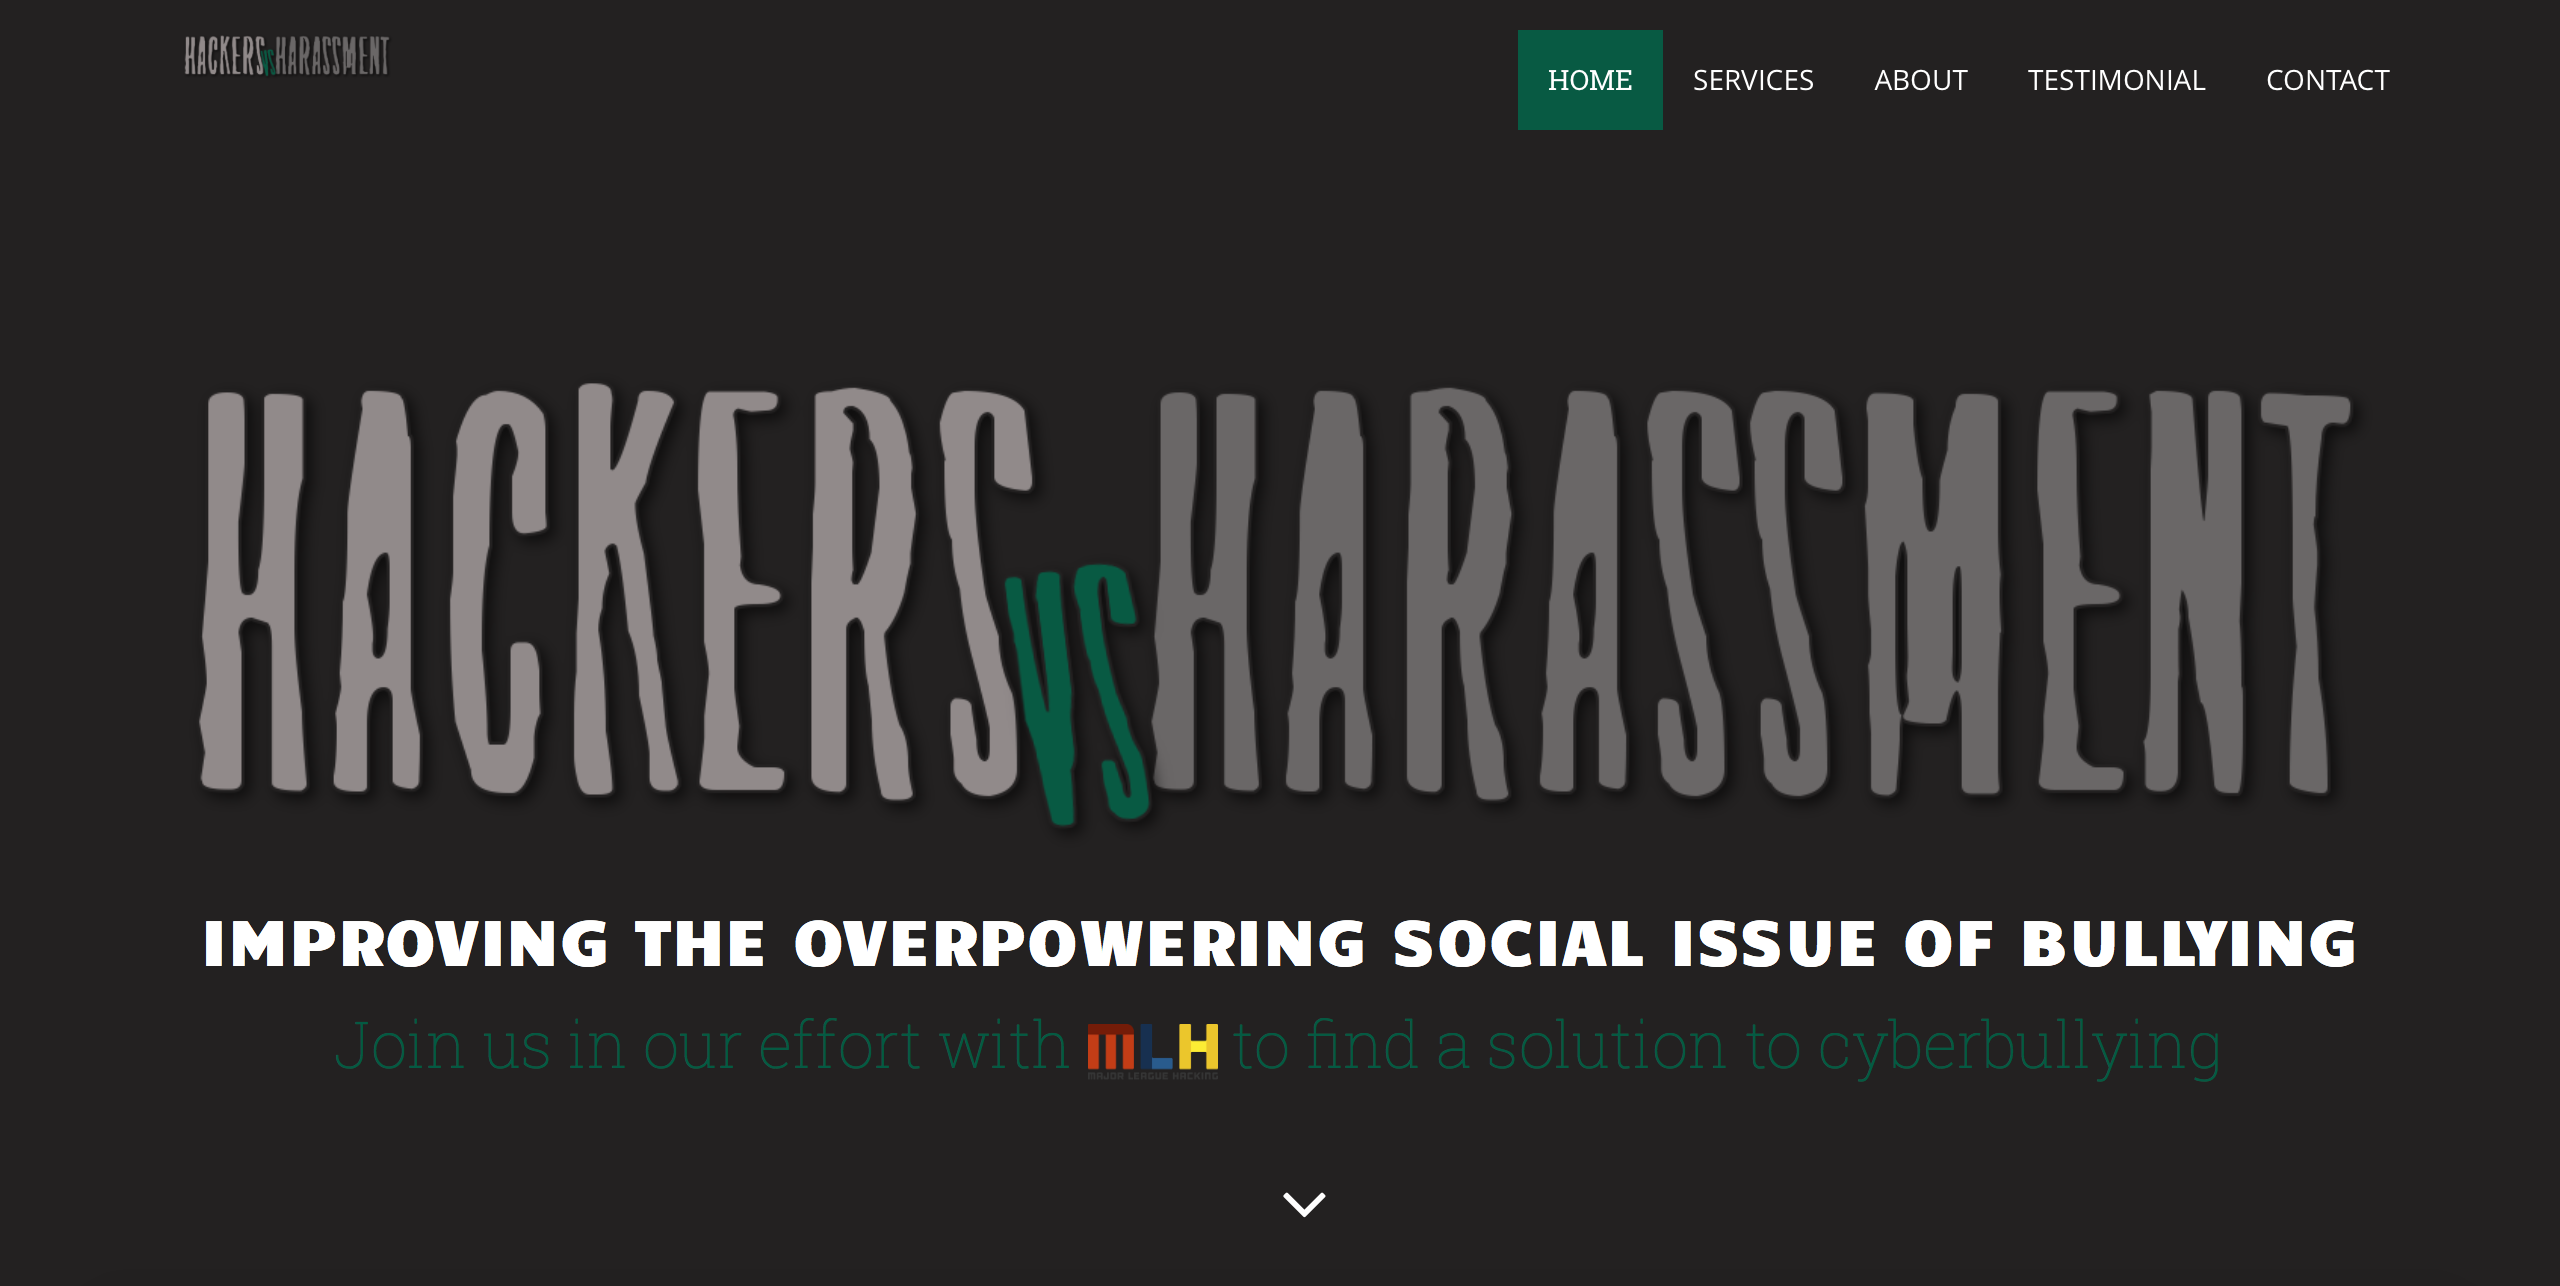 HACKERS VS HARASSMENT
HOME SERVICES ABOUT TESTIMONIAL CONTACT
HACKERS VS HARASSMENT
IMPROVING THE OVERPOWERING SOCIAL ISSUE OF BULLYING
Join us in our effort with MLH to find a solution to cyberbullying
MAJOR LEAGUE HACKING